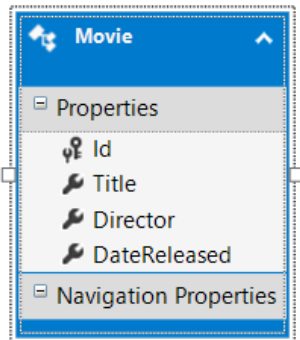 Movie
Properties
Id
Title
Director
DateReleased
Navigation Properties